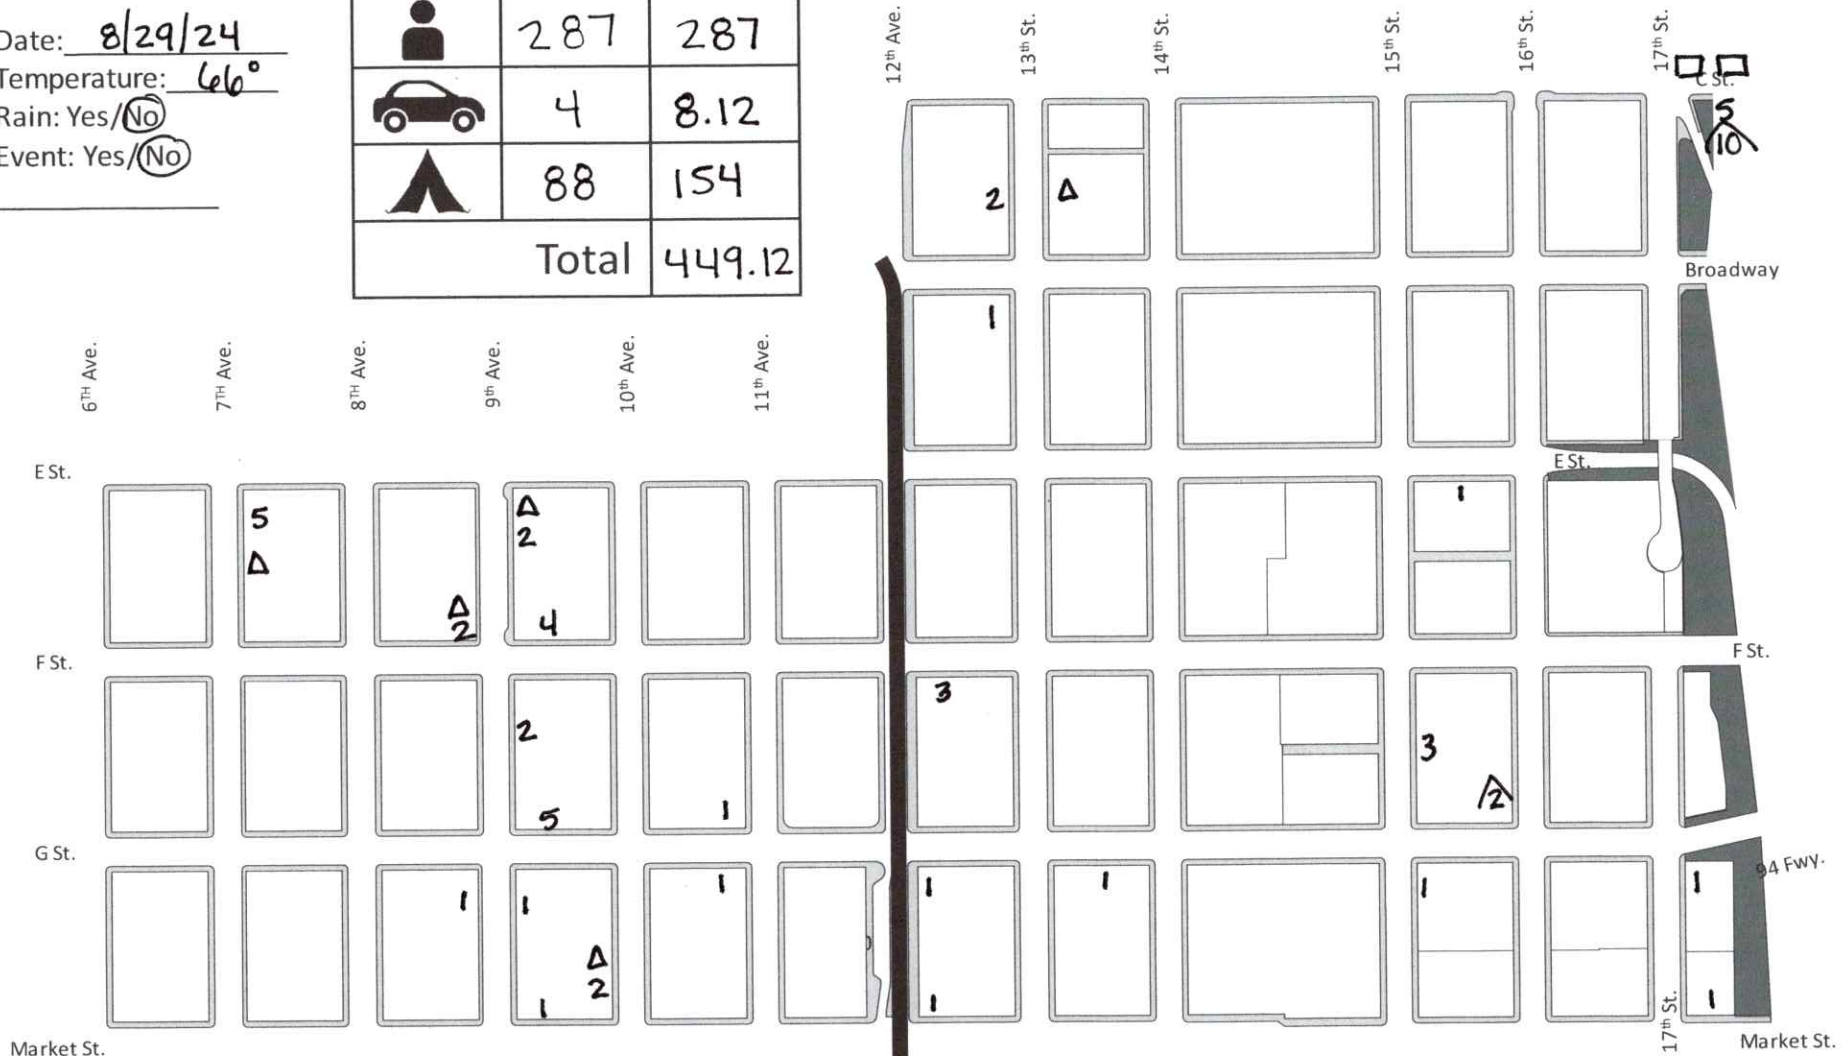 Date: 8/29/24
Temperature: 66°
Rain: Yes/No
Event: Yes/No
287 287
4 8.12
88 154
Total 449.12
12th Ave.
13th St.
14th St.
15th St.
16th St.
17th St.
C St.
5
10
2
Broadway
1
6TH Ave.
7TH Ave.
8TH Ave.
9th Ave.
10th Ave.
11th Ave.
E St.
E St.
5
2
2
4
1
F St.
F St.
3
2
3
2
5
1
G St.
94 Fwy.
1
1
1
1
1
1
1
2
1
1
1
17th St.
Market St.
Market St.